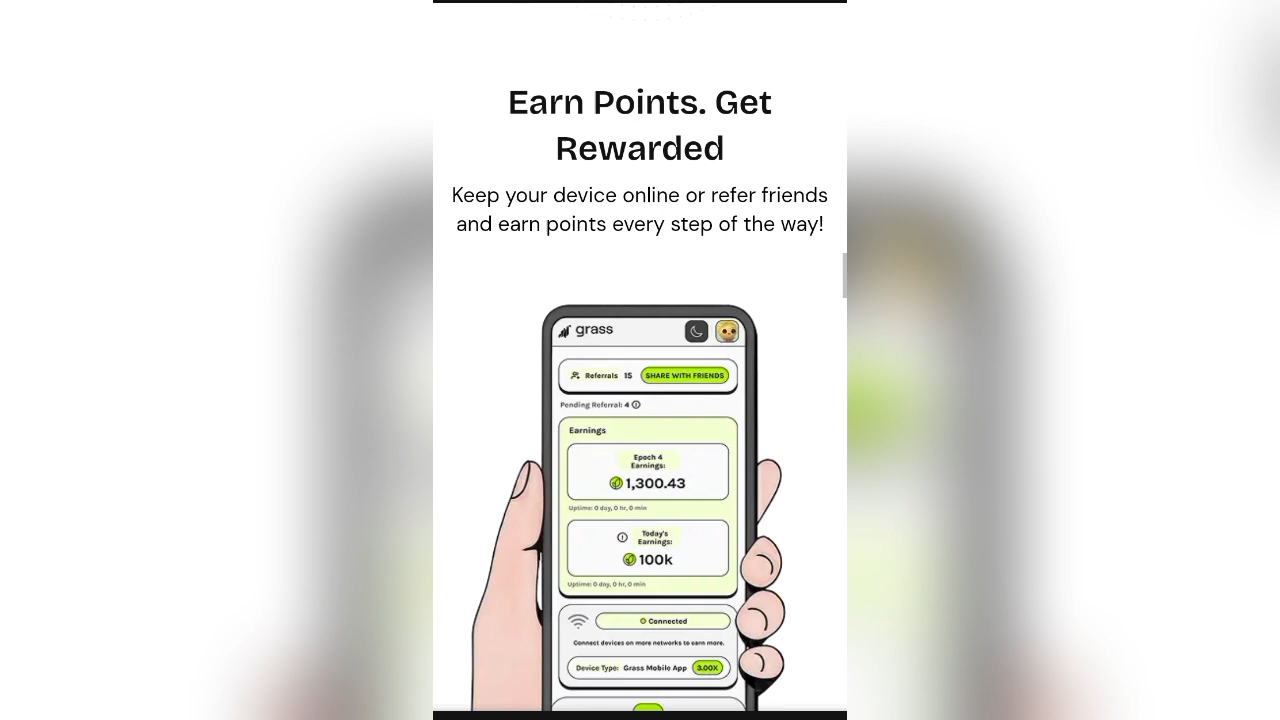 Earn Points. Get
Rewarded
Keep your device online or refer friends
and earn points every step of the way!
grass
Referrals 15 SHARE WITH FRIENDS
Pending Referral: 4
Earnings
Epoch 4
Earnings:
1,300.43
Uptime: 0 day, 0 hr, 0 min
Today's
Earnings:
100k
Uptime: 0 day, 0 hr, 0 min
Connected
Connect devices on more networks to earn more.
Device Type: Grass Mobile App 3.00X